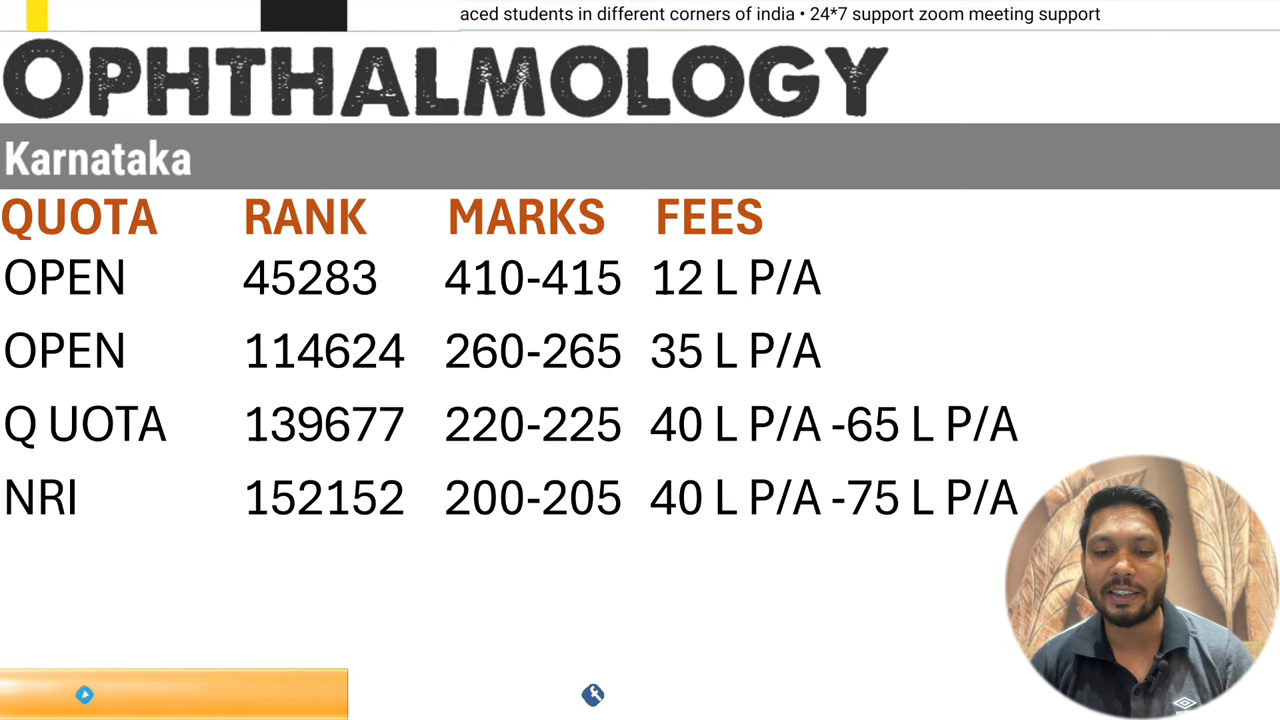 aced students in different corners of india • 24*7 support zoom meeting support
OPHTHALMOLOGY
Karnataka
QUOTA RANK MARKS FEES
OPEN 45283 410-415 12 L P/A
OPEN 114624 260-265 35 L P/A
Q UOTA 139677 220-225 40 L P/A -65 L P/A
NRI 152152 200-205 40 L P/A -75 L P/A